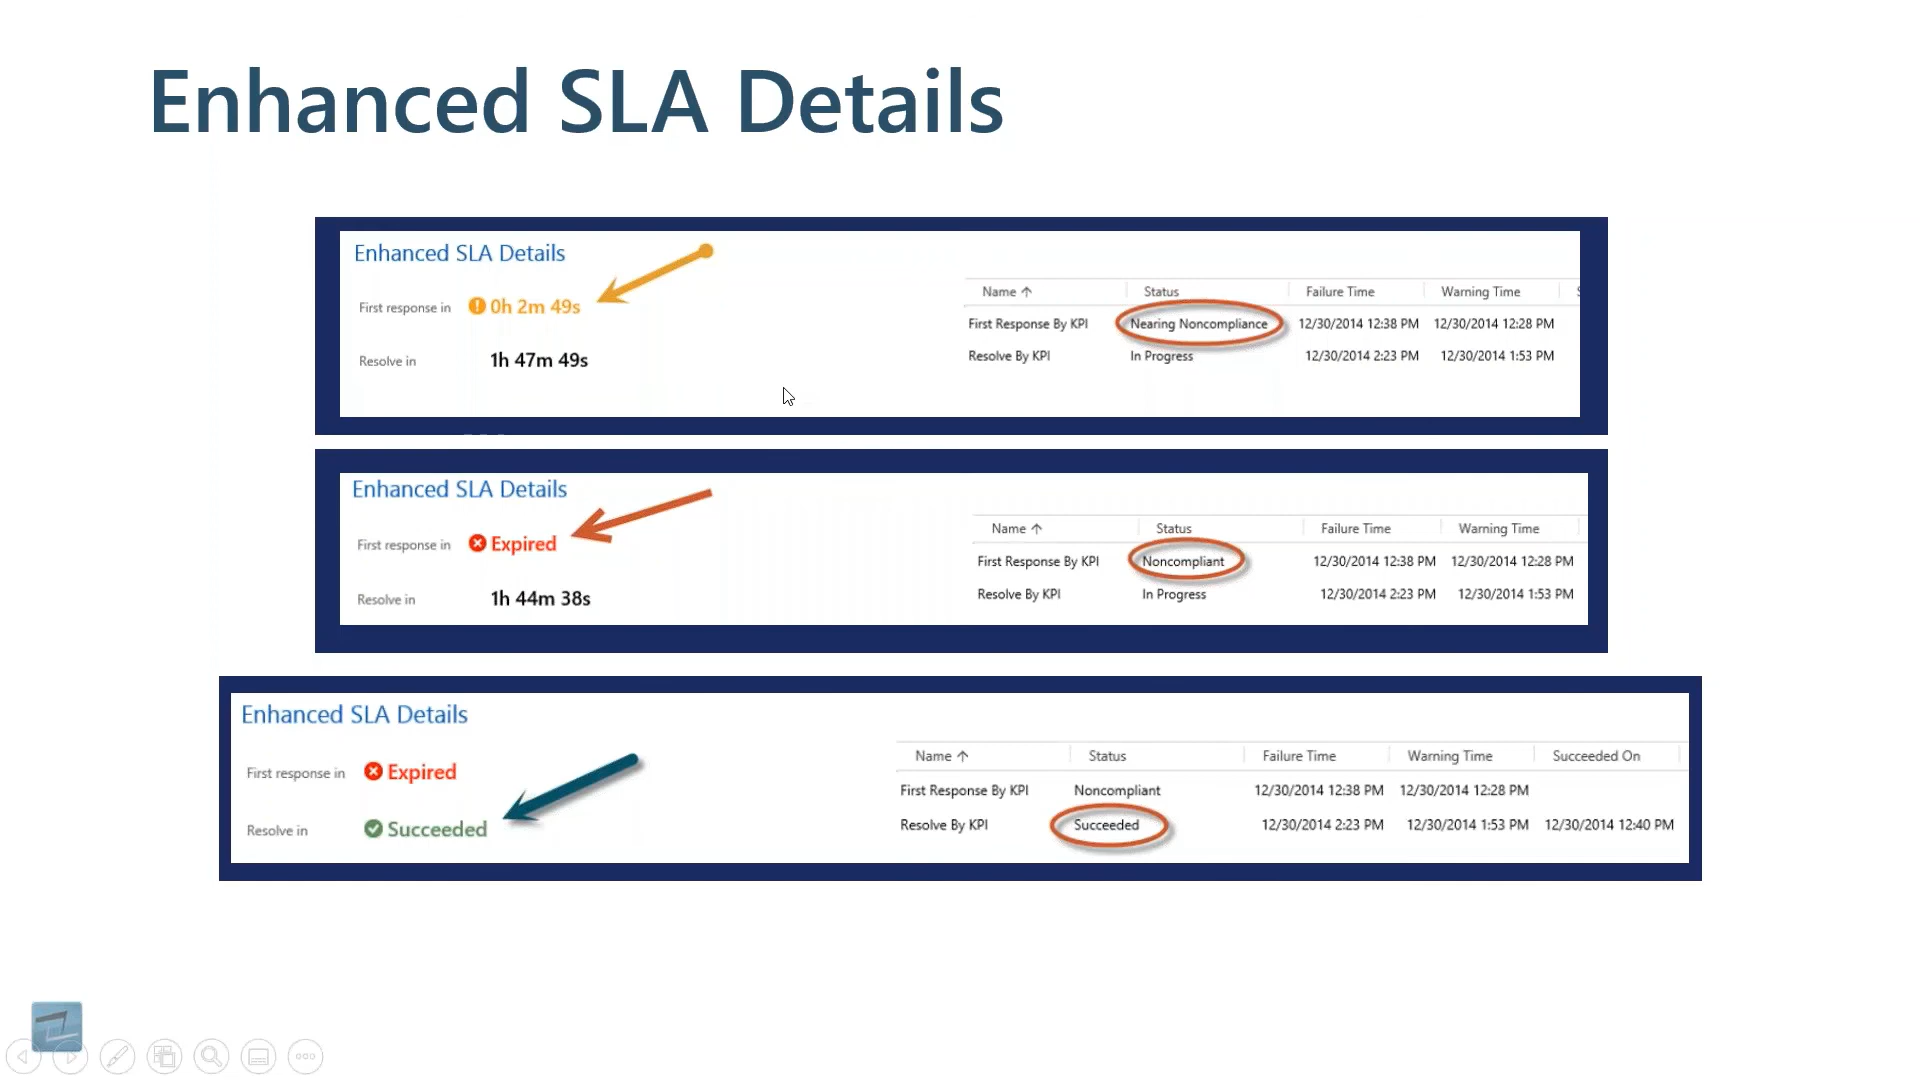 Enhanced SLA Details
Enhanced SLA Details
First response in 0h 2m 49s
Resolve in 1h 47m 49s
Name Status Failure Time Warning Time
First Response By KPI Nearing Noncompliance 12/30/2014 12:38 PM 12/30/2014 12:28 PM
Resolve By KPI In Progress 12/30/2014 2:23 PM 12/30/2014 1:53 PM
Enhanced SLA Details
First response in Expired
Resolve in 1h 44m 38s
Name Status Failure Time Warning Time
First Response By KPI Noncompliant 12/30/2014 12:38 PM 12/30/2014 12:28 PM
Resolve By KPI In Progress 12/30/2014 2:23 PM 12/30/2014 1:53 PM
Enhanced SLA Details
First response in Expired
Resolve in Succeeded
Name Status Failure Time Warning Time Succeeded On
First Response By KPI Noncompliant 12/30/2014 12:38 PM 12/30/2014 12:28 PM
Resolve By KPI Succeeded 12/30/2014 2:23 PM 12/30/2014 1:53 PM 12/30/2014 12:40 PM